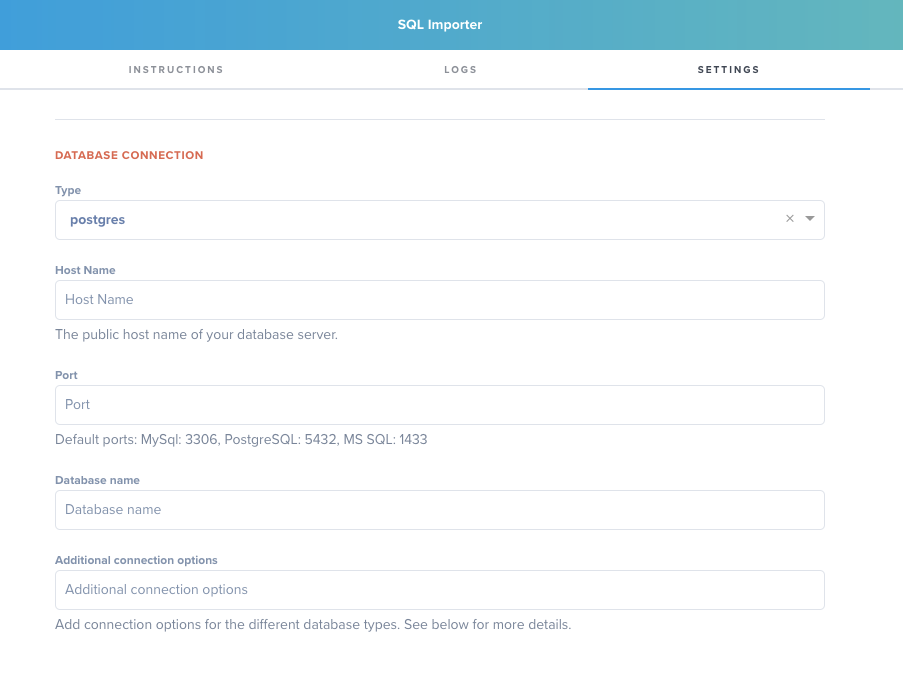 SQL Importer
INSTRUCTIONS
LOGS
SETTINGS
DATABASE CONNECTION
Type
postgres
Host Name
Host Name
The public host name of your database server.
Port
Port
Default ports: MySql: 3306, PostgreSQL: 5432, MS SQL: 1433
Database name
Database name
Additional connection options
Additional connection options
Add connection options for the different database types. See below for more details.